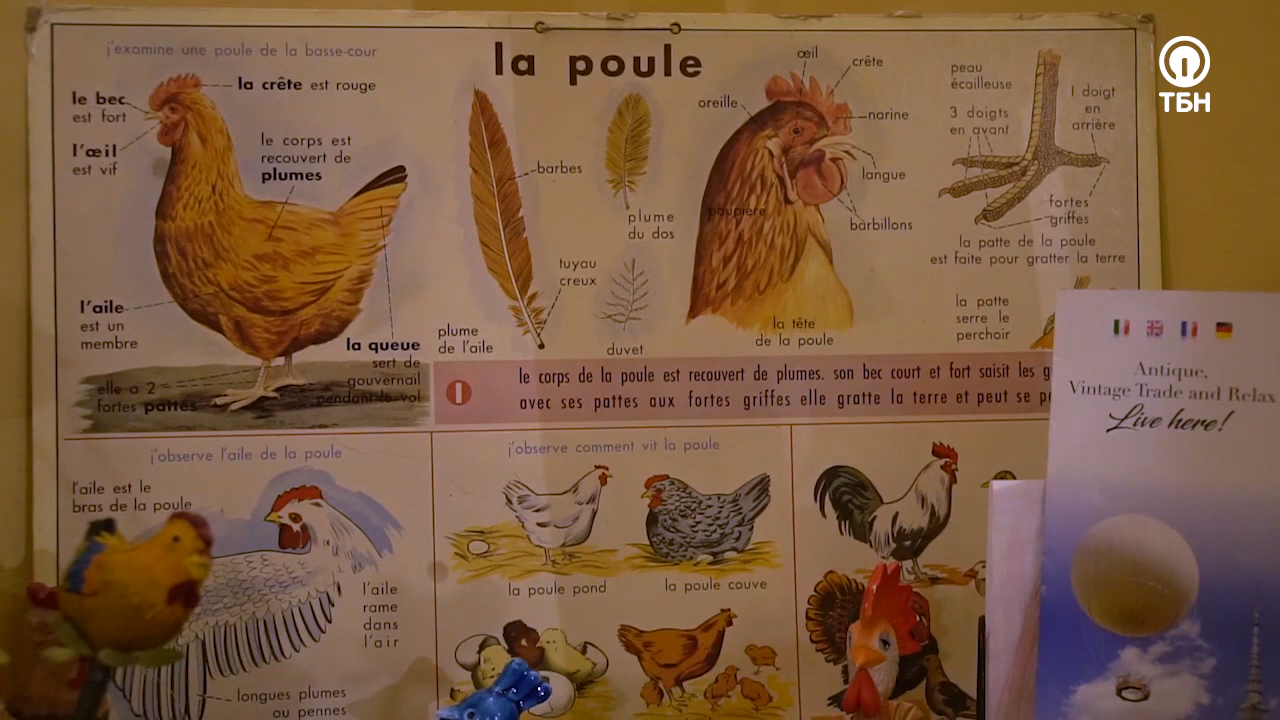 ТБН
j'examine une poule de la basse-cour
la poule
la crête est rouge
le bec
est fort
l'œil
est vif
le corps est
recouvert de
plumes
l'aile
est un
membre
la queue
sert de
gouvernail
pendant le vol
elle a 2
fortes pattes
barbes
plume
du dos
tuyau
creux
plume
de l'aile
duvet
œil
crête
oreille
narine
langue
paupière
barbillons
la tête
de la poule
peau
écailleuse
3 doigts
en avant
1 doigt
en
arrière
fortes
griffes
la patte de la poule
est faite pour gratter la terre
la patte
serre le
perchoir
1
le corps de la poule est recouvert de plumes. son bec court et fort saisit les g
avec ses pattes aux fortes griffes elle gratte la terre et peut se p
j'observe l'aile de la poule
l'aile est le
bras de la poule
l'aile
rame
dans
l'air
longues plumes
ou pennes
j'observe comment vit la poule
la poule pond
la poule couve
Antique,
Vintage Trade and Relax
Live here!